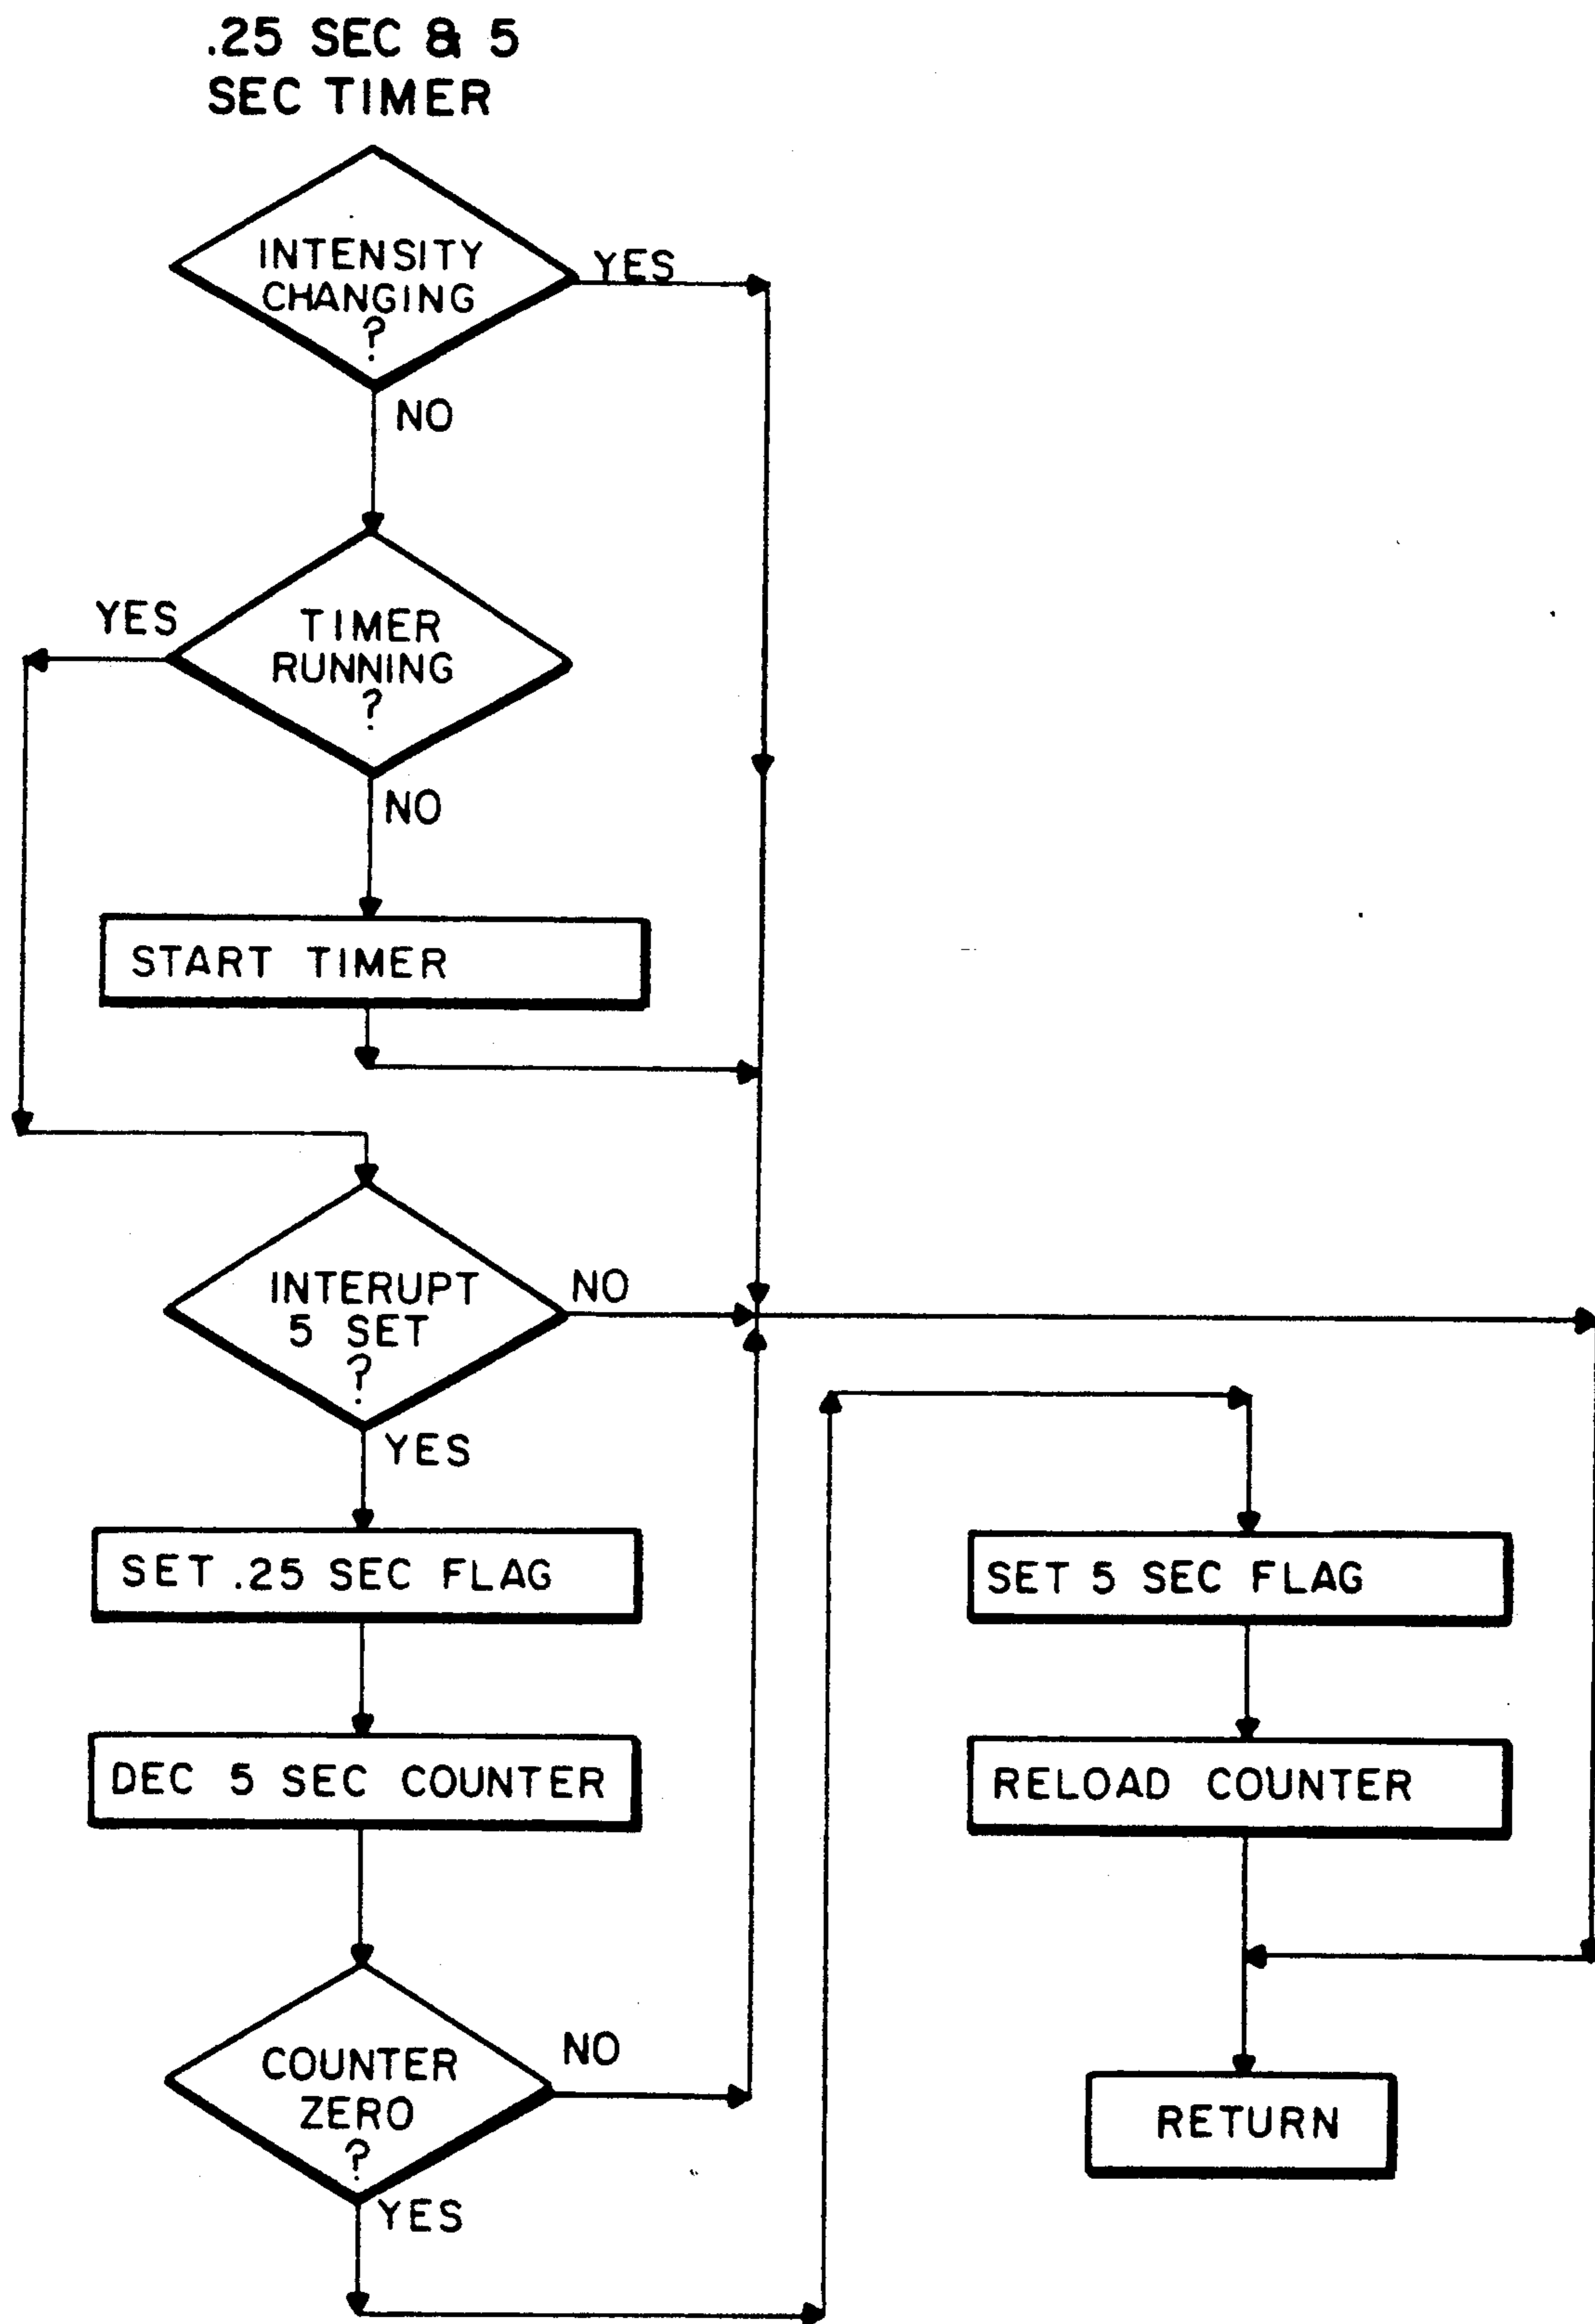 .25 SEC & 5
SEC TIMER
INTENSITY
CHANGING
?
YES
NO
YES
TIMER
RUNNING
?
NO
START TIMER
INTERUPT
5 SET
?
NO
YES
SET .25 SEC FLAG
DEC 5 SEC COUNTER
COUNTER
ZERO
?
NO
YES
SET 5 SEC FLAG
RELOAD COUNTER
RETURN